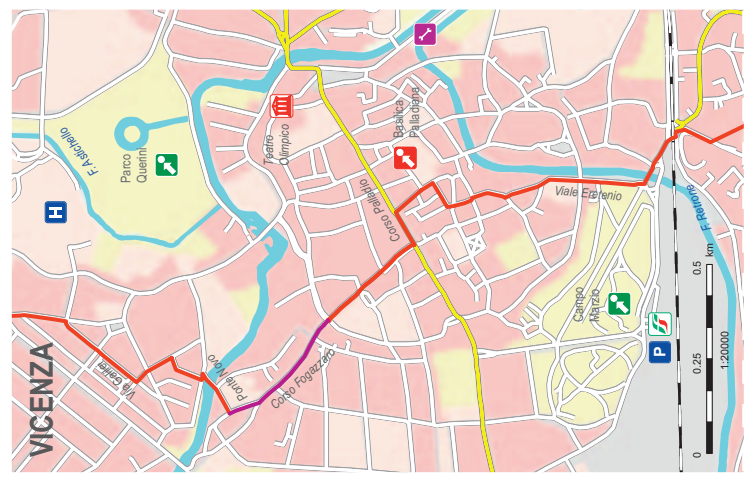 VICENZA
H
F. Astichello
Parco
Querini
Teatro
Olimpico
Basilica
Palladiana
Corso Palladio
Viale Eretenio
F. Retrone
Via Galilei
Ponte Novo
Corso Fogazzaro
Campo
Marzio
P
0
0.25
0.5
km
1:20000